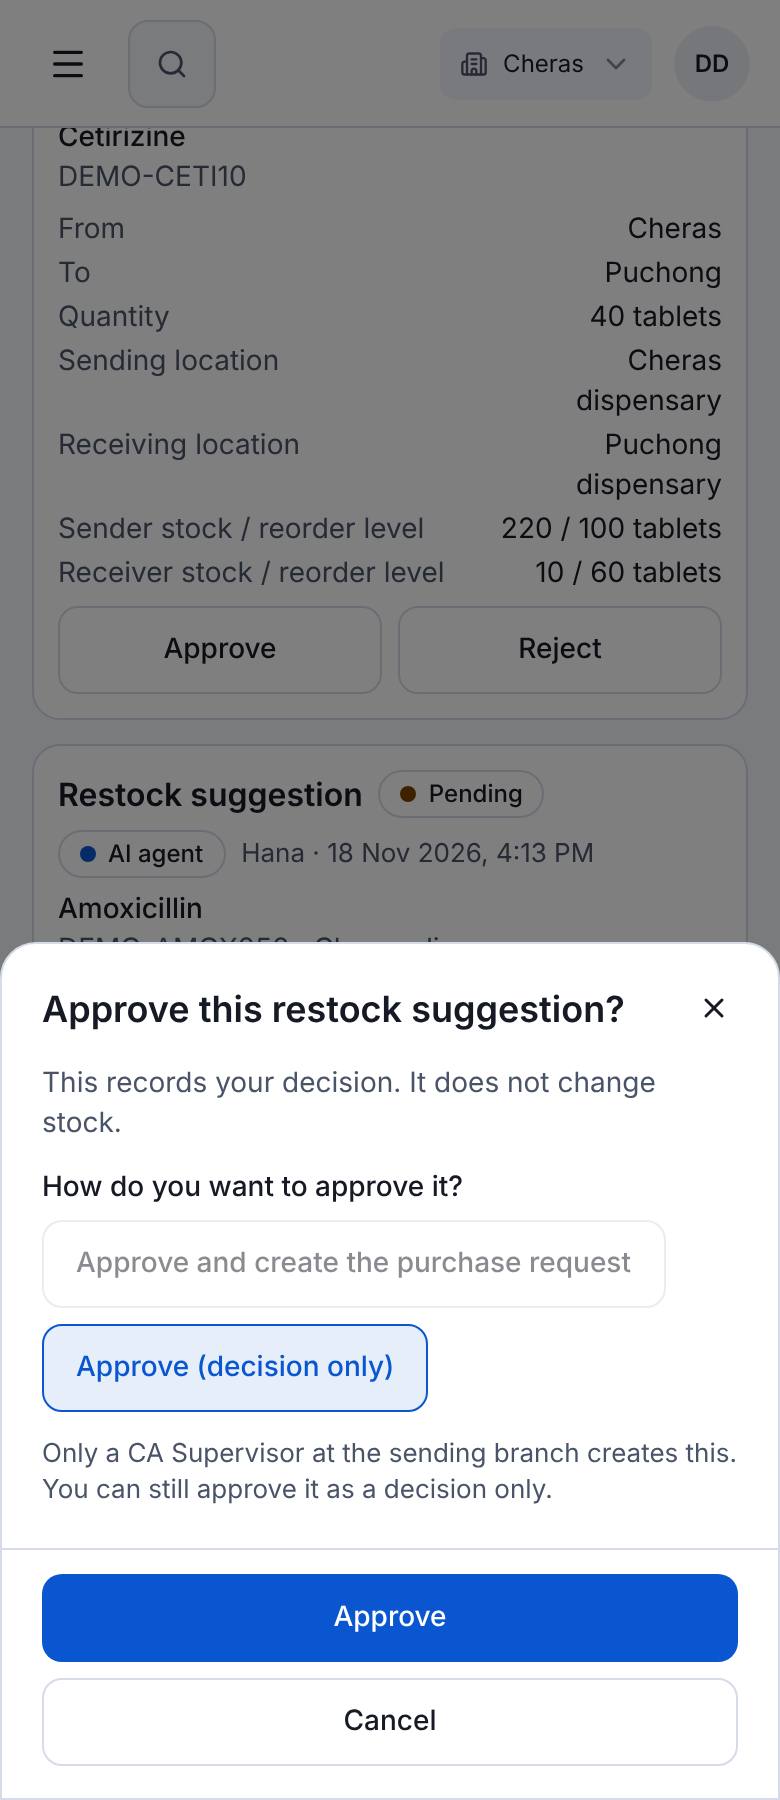 Cheras
DD
Cetirizine
DEMO-CETI10
From Cheras
To Puchong
Quantity 40 tablets
Sending location Cheras
dispensary
Receiving location Puchong
dispensary
Sender stock / reorder level 220 / 100 tablets
Receiver stock / reorder level 10 / 60 tablets
Approve Reject
Restock suggestion Pending
AI agent Hana · 18 Nov 2026, 4:13 PM
Amoxicillin
Approve this restock suggestion?
This records your decision. It does not change
stock.
How do you want to approve it?
Approve and create the purchase request
Approve (decision only)
Only a CA Supervisor at the sending branch creates this.
You can still approve it as a decision only.
Approve
Cancel